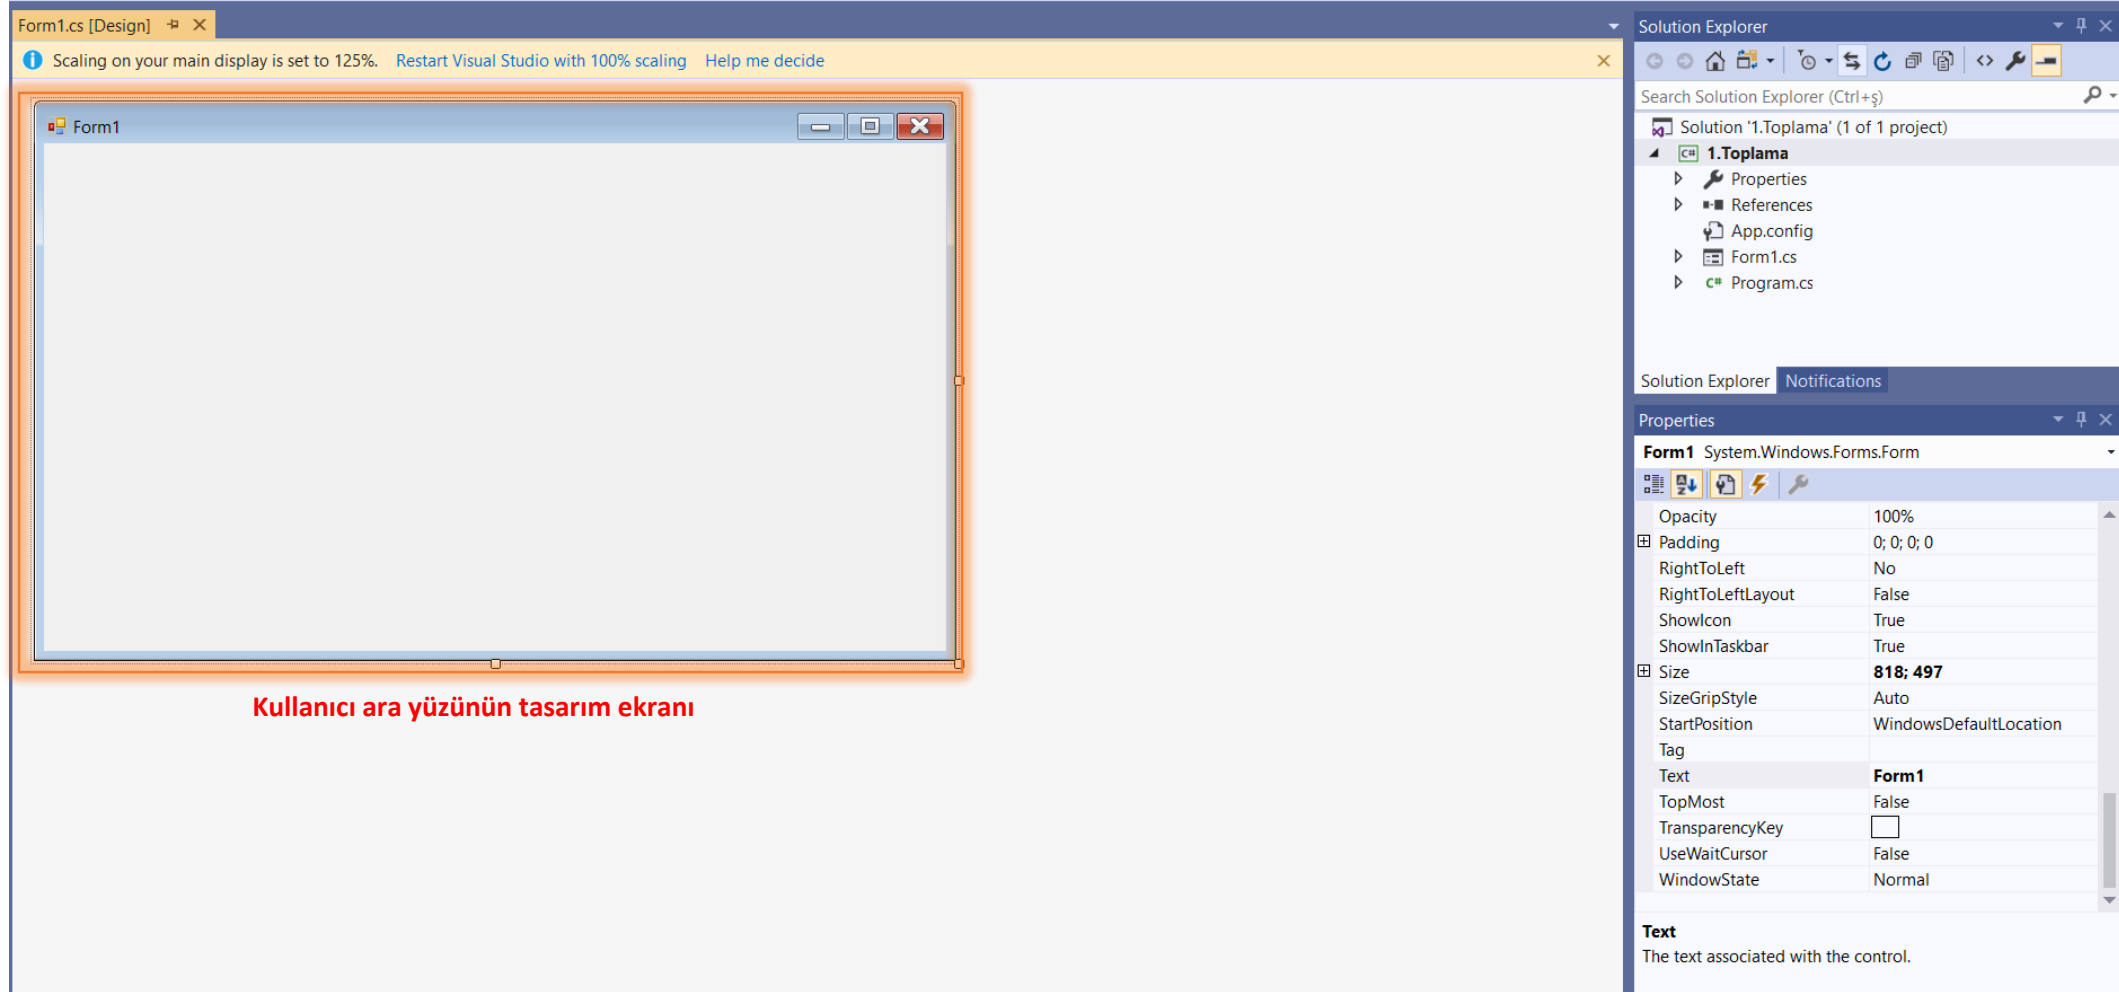 Form1.cs [Design]
Scaling on your main display is set to 125%. Restart Visual Studio with 100% scaling Help me decide
Form1
Kullanıcı ara yüzünün tasarım ekranı
Solution Explorer
Search Solution Explorer (Ctrl+ş)
Solution '1.Toplama' (1 of 1 project)
C# 1.Toplama
Properties
References
App.config
Form1.cs
C# Program.cs
Solution Explorer Notifications
Properties
Form1 System.Windows.Forms.Form
Opacity 100%
Padding 0; 0; 0; 0
RightToLeft No
RightToLeftLayout False
ShowIcon True
ShowInTaskbar True
Size 818; 497
SizeGripStyle Auto
StartPosition WindowsDefaultLocation
Tag
Text Form1
TopMost False
TransparencyKey
UseWaitCursor False
WindowState Normal
Text
The text associated with the control.